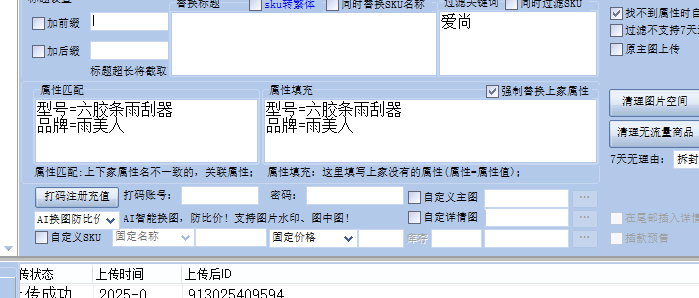 替换标题 sku转繁体 同时替换SKU名称 过滤关键词 同时过滤SKU
加前缀 爱尚 找不到属性时自
过滤不支持7天
加后缀 原主图上传
标题超长将截取
属性匹配 属性填充 强制替换上家属性
型号=六胶条雨刮器 型号=六胶条雨刮器 清理图片空间
品牌=雨美人 品牌=雨美人
清理无流量商品
属性匹配:上下家属性名不一致的，关联属性; 属性填充: 这里填写上家没有的属性(属性=属性值); 7天无理由: 拆封
打码注册充值 打码账号: 密码: 自定义主图 ...
AI换图防比价 AI智能换图，防比价! 支持图片水印、图中图! 自定详情图 ... 在尾部插入详情
自定义SKU 固定名称 固定价格 库存 ... 插款预售
传状态 上传时间 上传后ID
上传成功 2025-0 913025409594